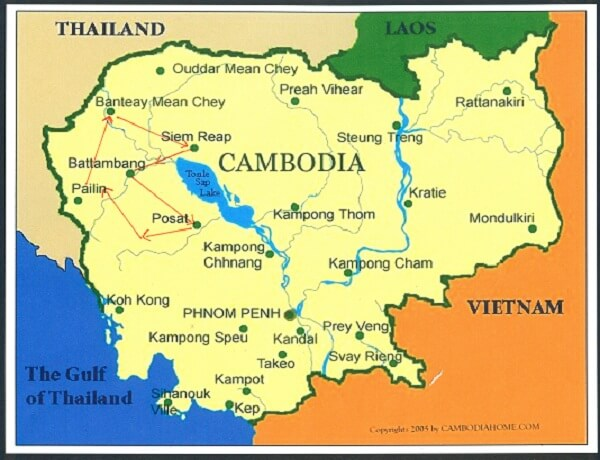 THAILAND
LAOS
Ouddar Mean Chey
Preah Vihear
Rattanakiri
Banteay Mean Chey
Siem Reap
Steung Treng
Battambang
CAMBODIA
Tonle
Sap
Lake
Pailin
Kratie
Posat
Kampong Thom
Mondulkiri
Kampong
Chhnang
Kampong Cham
Koh Kong
PHNOM PENH
VIETNAM
Prey Veng
Kampong Speu
Kandal
Svay Rieng
Takeo
The Gulf
of Thailand
Kampot
Sihanouk
Ville
Kep
Copyrights 2005 by CAMBODIAHOME.COM